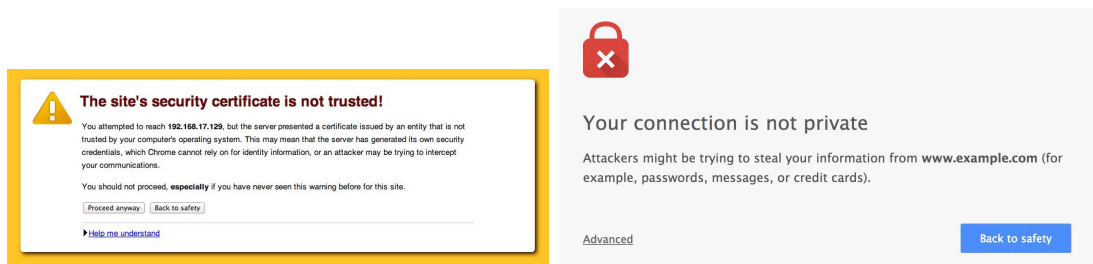 The site's security certificate is not trusted!
You attempted to reach 192.168.17.129, but the server presented a certificate issued by an entity that is not
trusted by your computer's operating system. This may mean that the server has generated its own security
credentials, which Chrome cannot rely on for identity information, or an attacker may be trying to intercept
your communications.
You should not proceed, especially if you have never seen this warning before for this site.
Proceed anyway Back to safety
Help me understand
Your connection is not private
Attackers might be trying to steal your information from www.example.com (for
example, passwords, messages, or credit cards).
Advanced Back to safety